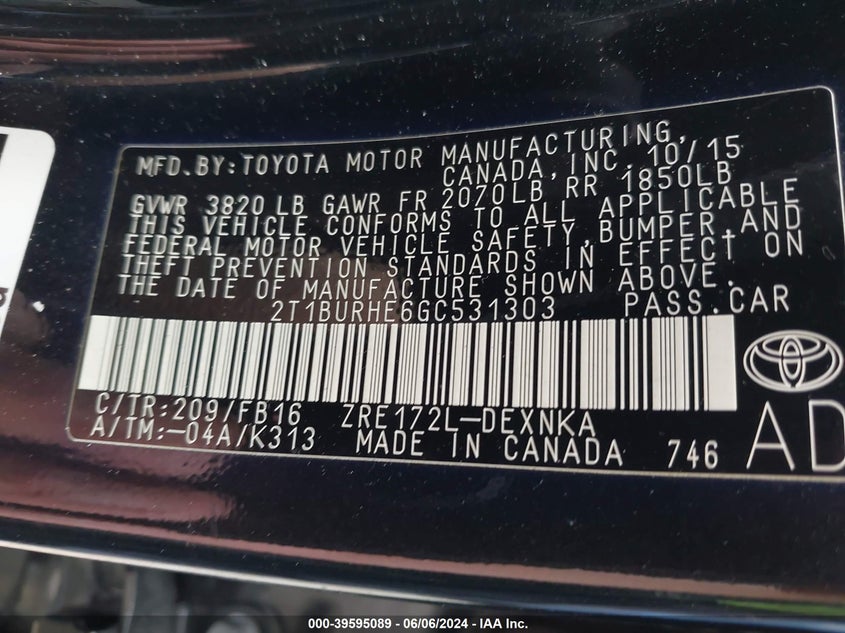 MFD. BY: TOYOTA MOTOR MANUFACTURING,
CANADA, INC. 10/15
GVWR 3820 LB GAWR FR 2070LB RR 1850LB
THIS VEHICLE CONFORMS TO ALL APPLICABLE
FEDERAL MOTOR VEHICLE SAFETY, BUMPER, AND
THEFT PREVENTION STANDARDS IN EFFECT ON
THE DATE OF MANUFACTURE SHOWN ABOVE.
2T1BURHE6GC531303 PASS. CAR
C/TR: 209/FB16 ZRE172L-DEXNKA
A/TM: -04A/K313 MADE IN CANADA 746
AD
000-39595089 - 06/06/2024 - IAA Inc.